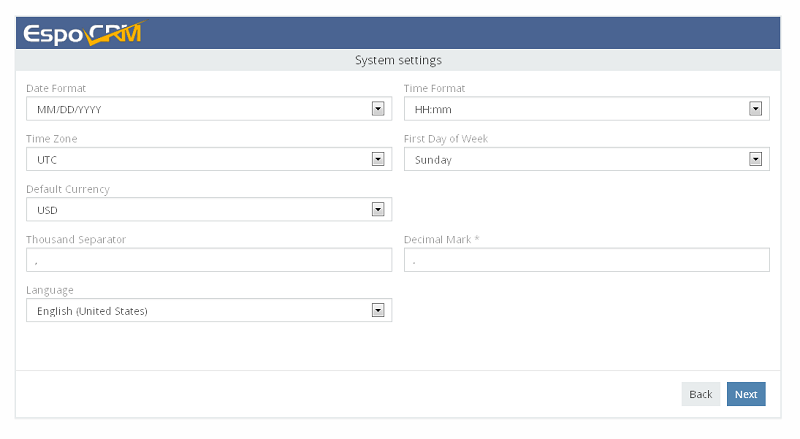 EspoCRM
System settings
Date Format
Time Format
MM/DD/YYYY
HH:mm
Time Zone
First Day of Week
UTC
Sunday
Default Currency
USD
Thousand Separator
Decimal Mark *
,
.
Language
English (United States)
Back
Next